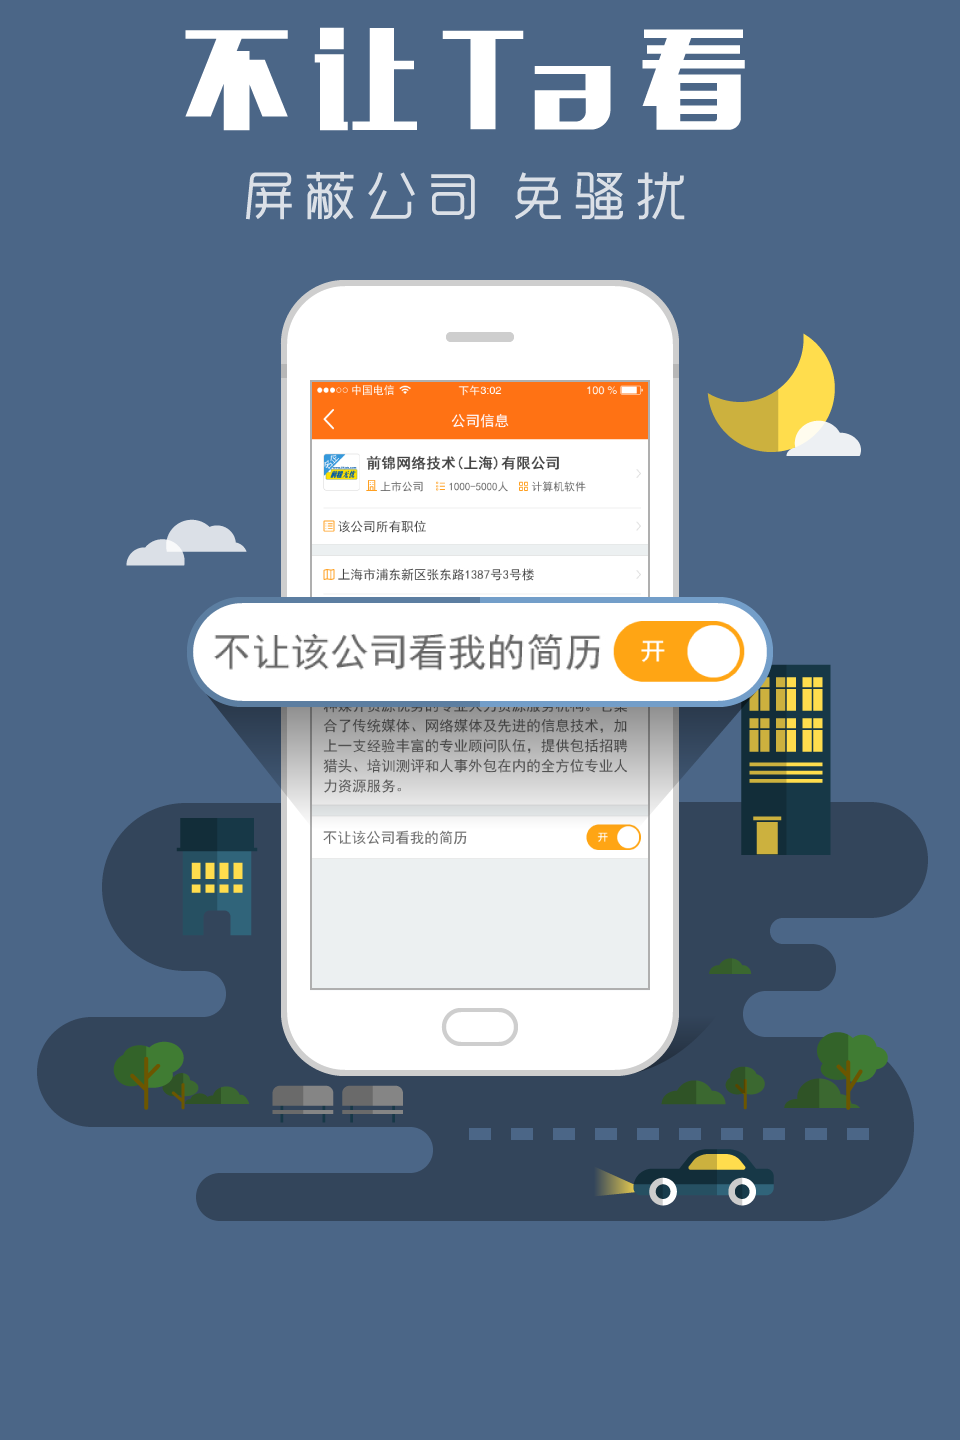 不让Ta看
屏蔽公司 免骚扰
中国电信 下午3:02 100 %
公司信息
前锦网络技术(上海)有限公司
上市公司 1000-5000人 计算机软件
该公司所有职位
上海市浦东新区张东路1387号3号楼
不让该公司看我的简历 开
合了传统媒体、网络媒体及先进的信息技术，加
上一支经验丰富的专业顾问队伍，提供包括招聘
猎头、培训测评和人事外包在内的全方位专业人
力资源服务。
不让该公司看我的简历 开